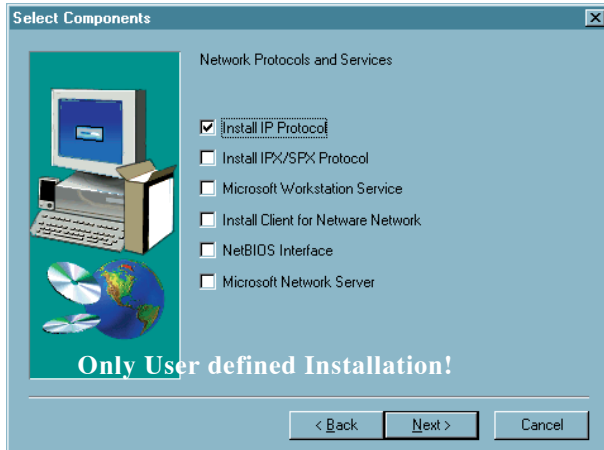 Select Components
Network Protocols and Services
Install IP Protocol
Install IPX/SPX Protocol
Microsoft Workstation Service
Install Client for Netware Network
NetBIOS Interface
Microsoft Network Server
Only User defined Installation!
< Back
Next >
Cancel